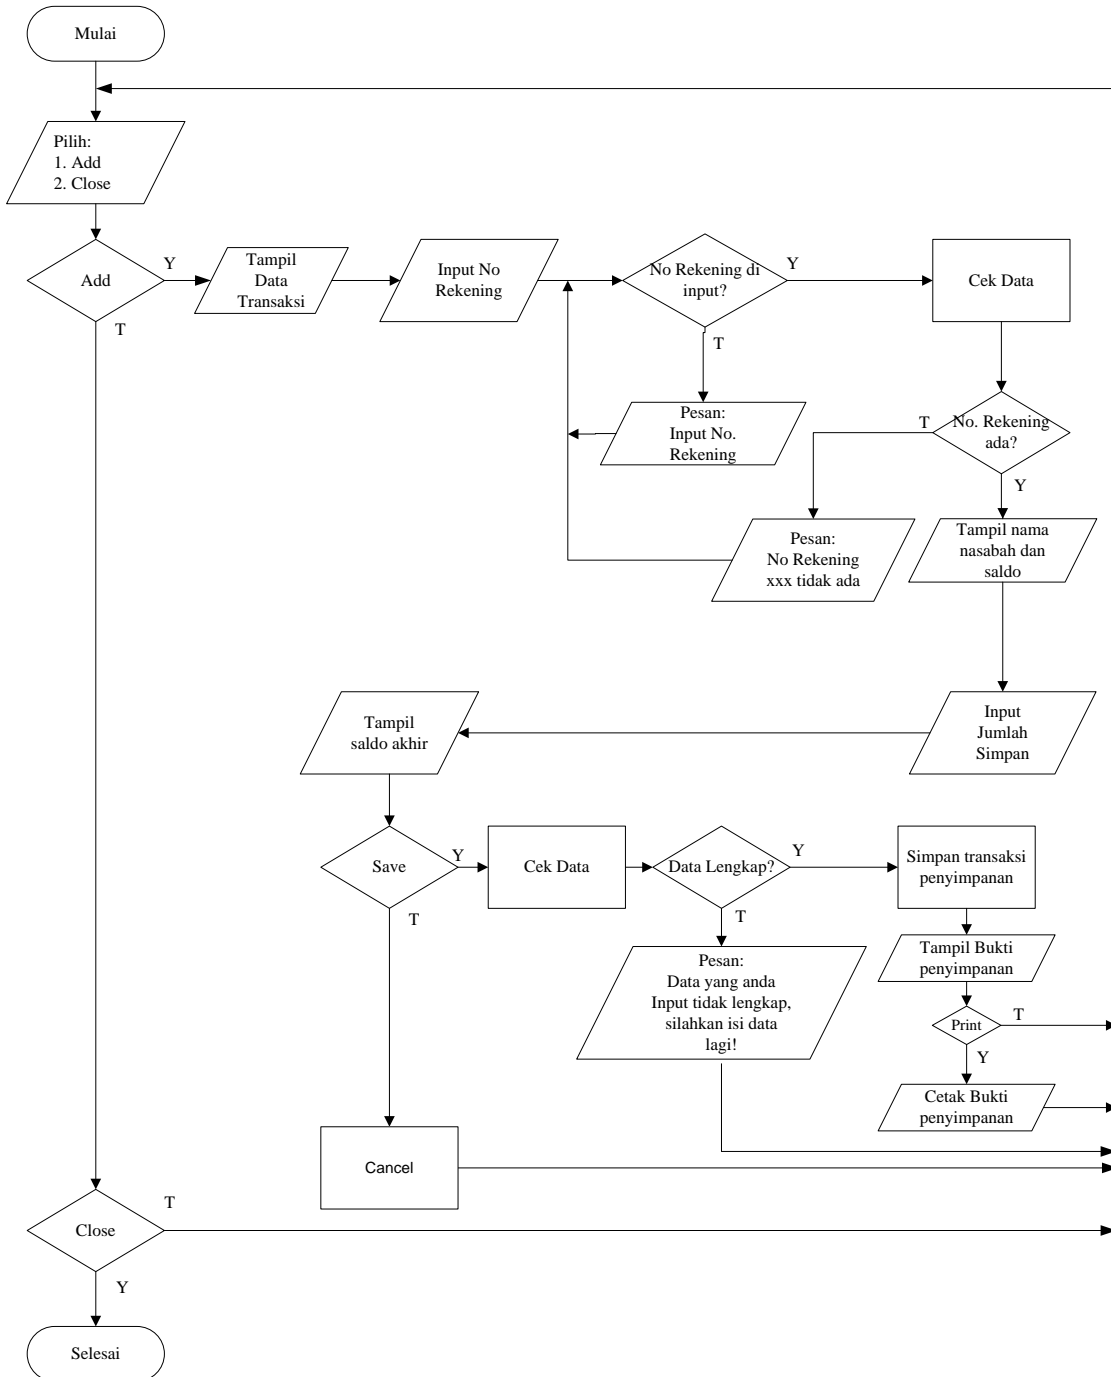 Mulai
Pilih:
1. Add
2. Close
Add
Y
T
Tampil
Data
Transaksi
Input No
Rekening
No Rekening di
input?
Y
T
Cek Data
Pesan:
Input No.
Rekening
No. Rekening
ada?
T
Y
Pesan:
No Rekening
xxx tidak ada
Tampil nama
nasabah dan
saldo
Input
Jumlah
Simpan
Tampil
saldo akhir
Save
Y
T
Cek Data
Data Lengkap?
Y
T
Simpan transaksi
penyimpanan
Pesan:
Data yang anda
Input tidak lengkap,
silahkan isi data
lagi!
Tampil Bukti
penyimpanan
Print
T
Y
Cetak Bukti
penyimpanan
Cancel
Close
T
Y
Selesai